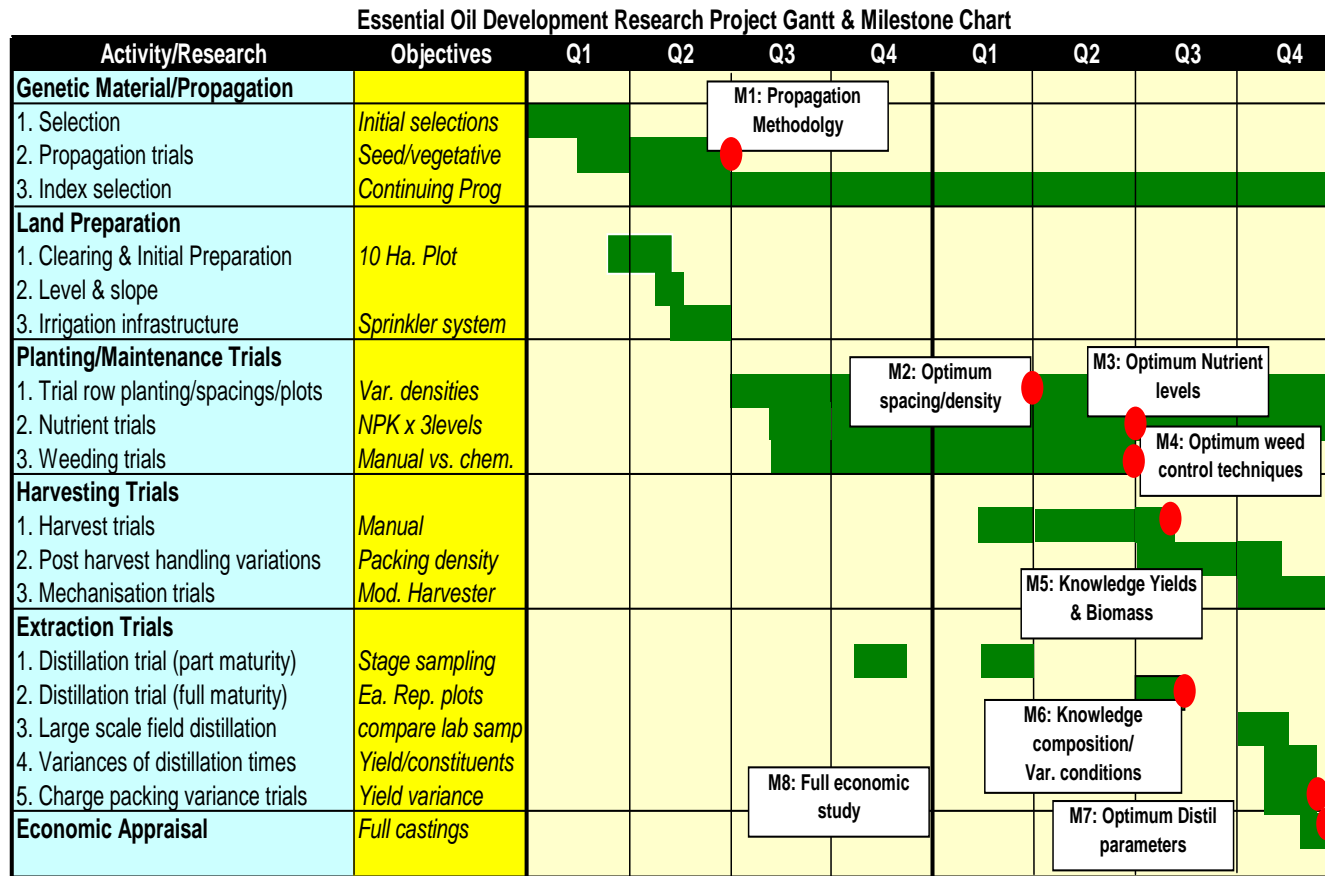 Essential Oil Development Research Project Gantt & Milestone Chart
Activity/Research Objectives Q1 Q2 Q3 Q4 Q1 Q2 Q3 Q4
Genetic Material/Propagation
M1: Propagation
Methodolgy
1. Selection Initial selections
2. Propagation trials Seed/vegetative
3. Index selection Continuing Prog
Land Preparation
1. Clearing & Initial Preparation 10 Ha. Plot
2. Level & slope
3. Irrigation infrastructure Sprinkler system
Planting/Maintenance Trials
M2: Optimum
spacing/density
M3: Optimum Nutrient
levels
1. Trial row planting/spacings/plots Var. densities
2. Nutrient trials NPK x 3levels
3. Weeding trials Manual vs. chem.
M4: Optimum weed
control techniques
Harvesting Trials
1. Harvest trials Manual
2. Post harvest handling variations Packing density
3. Mechanisation trials Mod. Harvester
M5: Knowledge Yields
& Biomass
Extraction Trials
1. Distillation trial (part maturity) Stage sampling
2. Distillation trial (full maturity) Ea. Rep. plots
3. Large scale field distillation compare lab samp
M6: Knowledge
composition/
Var. conditions
4. Variances of distillation times Yield/constituents
5. Charge packing variance trials Yield variance
M8: Full economic
study
M7: Optimum Distil
parameters
Economic Appraisal Full castings